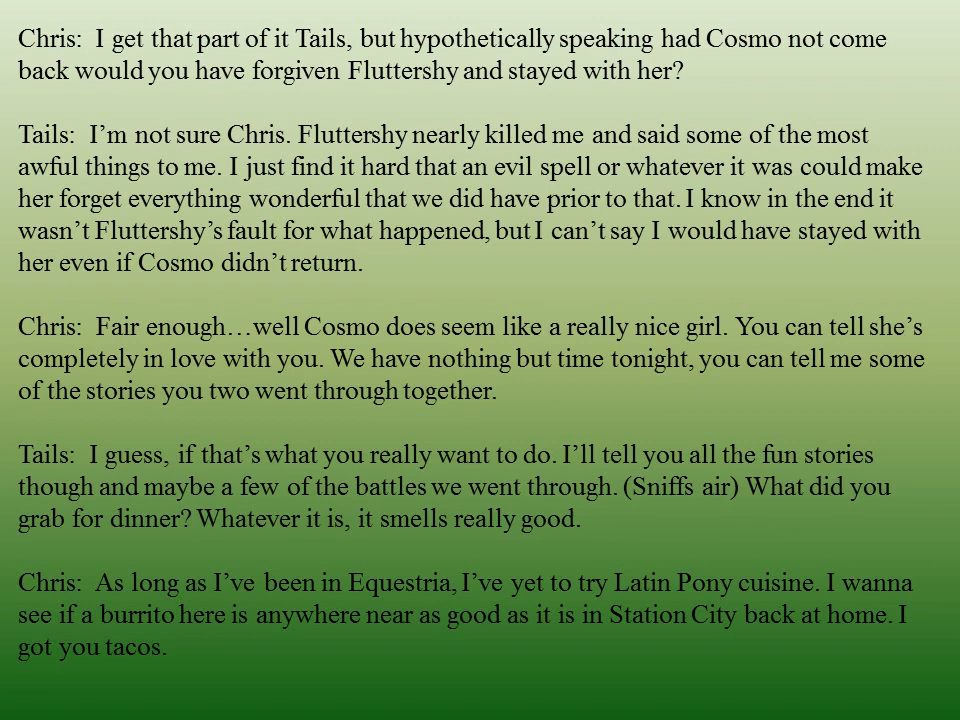 Chris:  I get that part of it Tails, but hypothetically speaking had Cosmo not come
back would you have forgiven Fluttershy and stayed with her?
Tails:  I’m not sure Chris. Fluttershy nearly killed me and said some of the most
awful things to me. I just find it hard that an evil spell or whatever it was could make
her forget everything wonderful that we did have prior to that. I know in the end it
wasn’t Fluttershy’s fault for what happened, but I can’t say I would have stayed with
her even if Cosmo didn’t return.
Chris:  Fair enough…well Cosmo does seem like a really nice girl. You can tell she’s
completely in love with you. We have nothing but time tonight, you can tell me some
of the stories you two went through together.
Tails:  I guess, if that’s what you really want to do. I’ll tell you all the fun stories
though and maybe a few of the battles we went through. (Sniffs air) What did you
grab for dinner? Whatever it is, it smells really good.
Chris:  As long as I’ve been in Equestria, I’ve yet to try Latin Pony cuisine. I wanna
see if a burrito here is anywhere near as good as it is in Station City back at home. I
got you tacos.